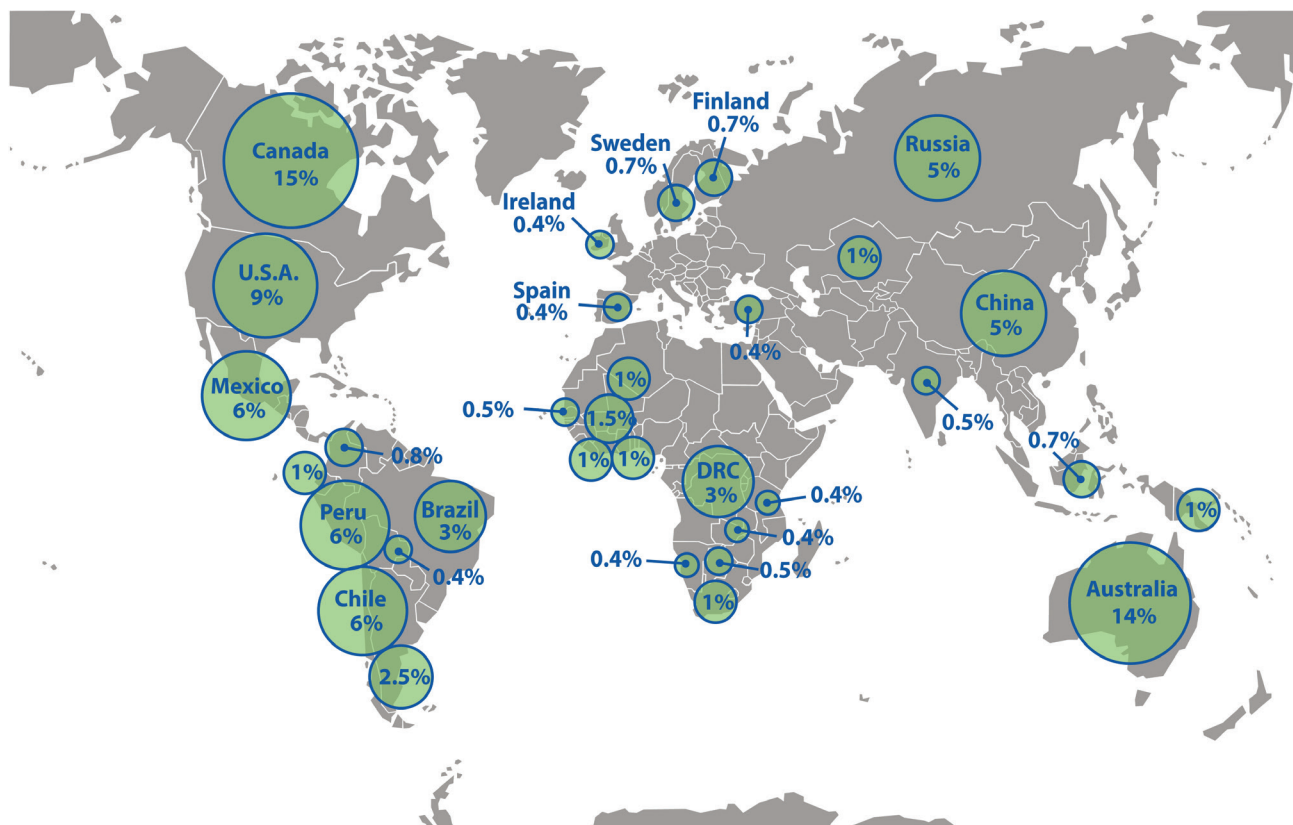 Finland
0.7%
Sweden
0.7%
Canada
15%
Russia
5%
Ireland
0.4%
1%
U.S.A.
9%
Spain
0.4%
China
5%
0.4%
Mexico
6%
1%
0.5%
0.5%
1.5%
0.7%
0.8%
1%
1%
1%
DRC
3%
0.4%
Peru
6%
Brazil
3%
1%
0.4%
0.4%
0.4%
0.5%
Chile
6%
1%
Australia
14%
2.5%